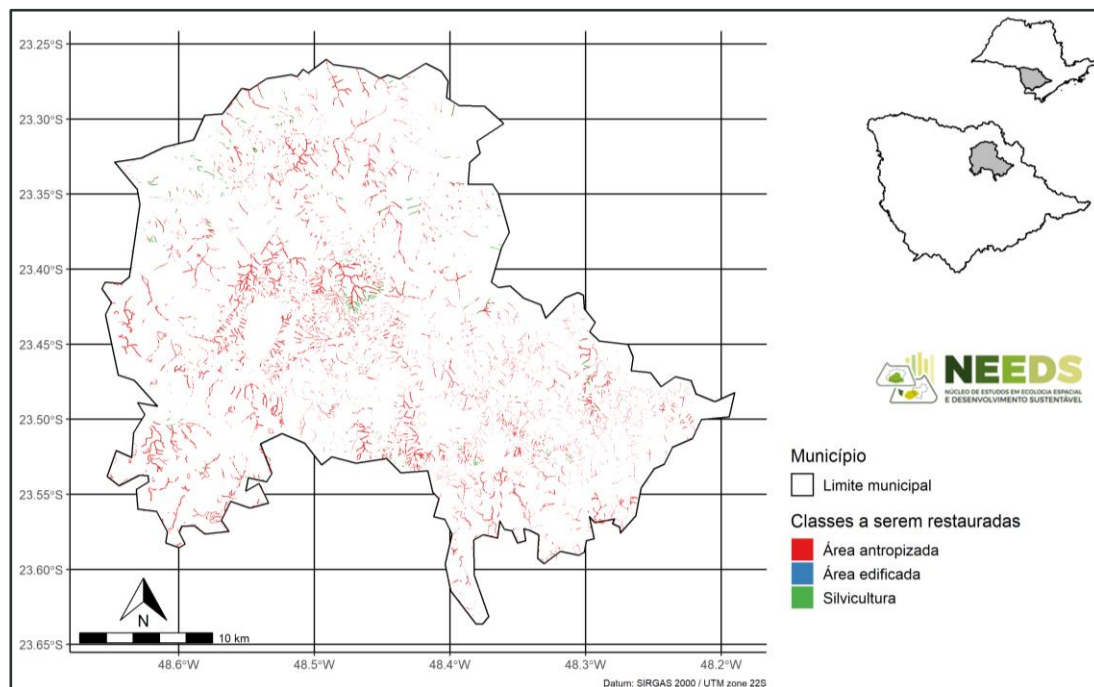 23.25°S
23.30°S
23.35°S
23.40°S
23.45°S
23.50°S
23.55°S
23.60°S
23.65°S
N
10 km
48.6°W
48.5°W
48.4°W
48.3°W
48.2°W
Datum: SIRGAS 2000 / UTM zone 22S
NEEDS
NÚCLEO DE ESTUDOS EM ECOLOGIA ESPACIAL
E DESENVOLVIMENTO SUSTENTÁVEL
Município
Limite municipal
Classes a serem restauradas
Área antropizada
Área edificada
Silvicultura